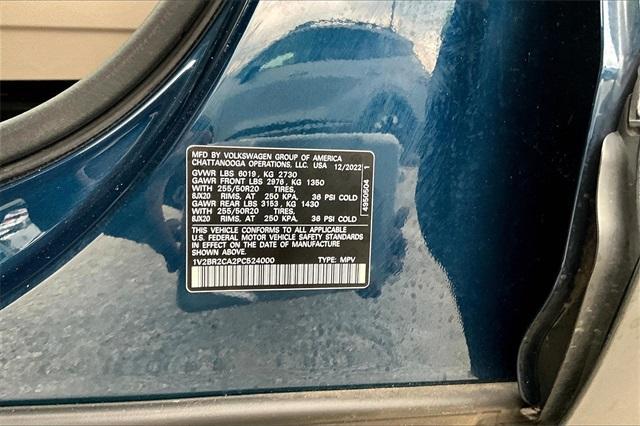 MFD BY VOLKSWAGEN GROUP OF AMERICA
CHATTANOOGA OPERATIONS, LLC. USA 12/2022
GVWR LBS 6019, KG 2730
GAWR FRONT LBS 2976, KG 1350
WITH 255/50R20 TIRES,
8JX20 RIMS, AT 250 KPA, 36 PSI COLD
GAWR REAR LBS 3153, KG 1430
WITH 255/50R20 TIRES,
8JX20 RIMS, AT 250 KPA, 36 PSI COLD
THIS VEHICLE CONFORMS TO ALL APPLICABLE
U.S. FEDERAL MOTOR VEHICLE SAFETY STANDARDS
IN EFFECT ON THE DATE OF MANUFACTURE
SHOWN ABOVE.
1V2BR2CA2PC524000 TYPE: MPV
4950504 1